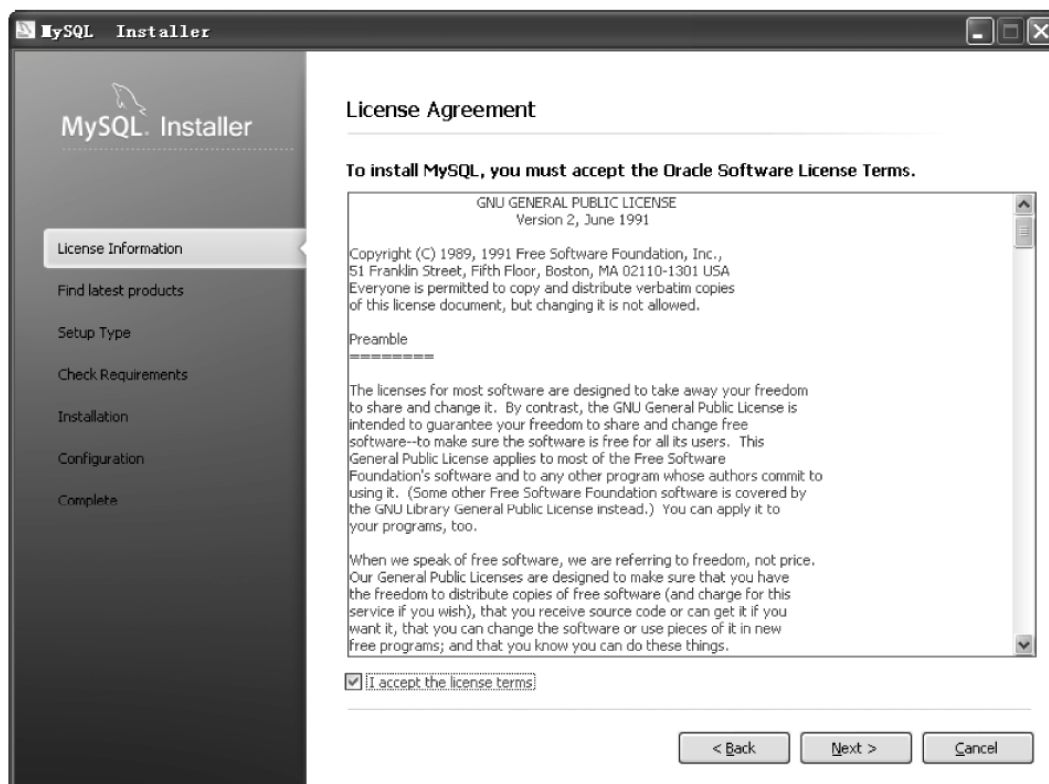 MySQL Installer
MySQL. Installer
License Information
Find latest products
Setup Type
Check Requirements
Installation
Configuration
Complete
License Agreement
To install MySQL, you must accept the Oracle Software License Terms.
GNU GENERAL PUBLIC LICENSE
Version 2, June 1991
Copyright (C) 1989, 1991 Free Software Foundation, Inc.,
51 Franklin Street, Fifth Floor, Boston, MA 02110-1301 USA
Everyone is permitted to copy and distribute verbatim copies
of this license document, but changing it is not allowed.
Preamble
========
The licenses for most software are designed to take away your freedom
to share and change it. By contrast, the GNU General Public License is
intended to guarantee your freedom to share and change free
software--to make sure the software is free for all its users. This
General Public License applies to most of the Free Software
Foundation's software and to any other program whose authors commit to
using it. (Some other Free Software Foundation software is covered by
the GNU Library General Public License instead.) You can apply it to
your programs, too.
When we speak of free software, we are referring to freedom, not price.
Our General Public Licenses are designed to make sure that you have
the freedom to distribute copies of free software (and charge for this
service if you wish), that you receive source code or can get it if you
want it, that you can change the software or use pieces of it in new
free programs; and that you know you can do these things.
I accept the license terms
< Back
Next >
Cancel